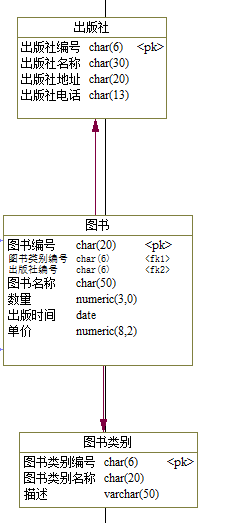 出版社
出版社编号 char(6) <pk>
出版社名称 char(30)
出版社地址 char(20)
出版社电话 char(13)
图书
图书编号 char(20) <pk>
图书类别编号 char(6) <fk1>
出版社编号 char(6) <fk2>
图书名称 char(50)
数量 numeric(3,0)
出版时间 date
单价 numeric(8,2)
图书类别
图书类别编号 char(6) <pk>
图书类别名称 char(20)
描述 varchar(50)